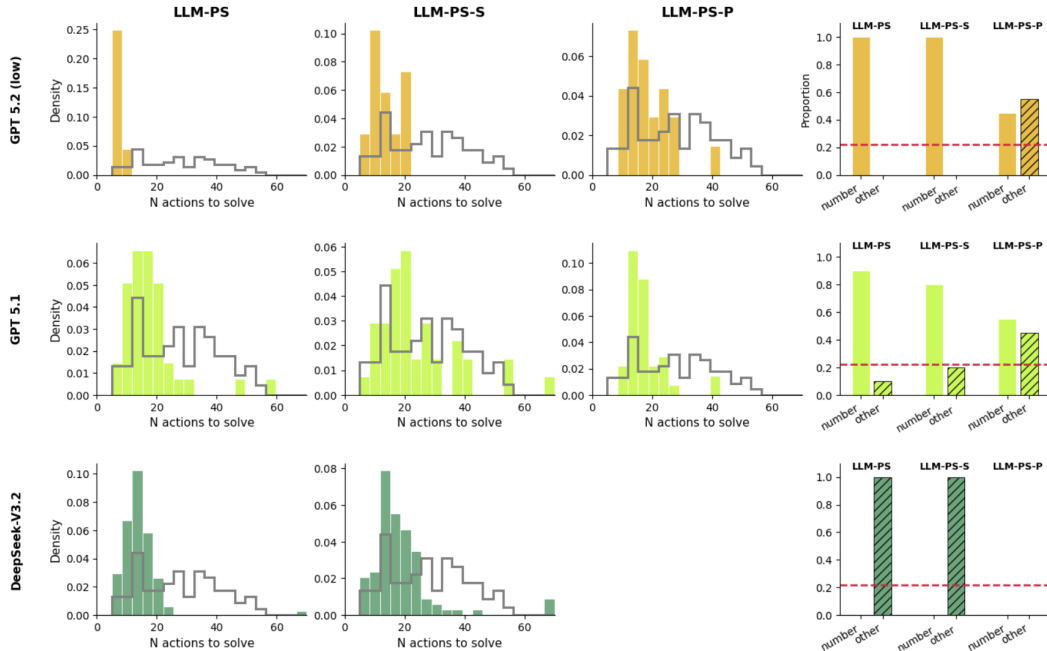 LLM-PS
LLM-PS-S
LLM-PS-P
GPT 5.2 (low)
Density
0.25
0.20
0.15
0.10
0.05
0.00
0 20 40 60
N actions to solve
0.10
0.08
0.06
0.04
0.02
0.00
0 20 40 60
N actions to solve
0.06
0.04
0.02
0.00
0 20 40 60
N actions to solve
LLM-PS LLM-PS-S LLM-PS-P
Proportion
1.0
0.8
0.6
0.4
0.2
0.0
number other number other number other
GPT 5.1
Density
0.06
0.05
0.04
0.03
0.02
0.01
0.00
0 20 40 60
N actions to solve
0.06
0.05
0.04
0.03
0.02
0.01
0.00
0 20 40 60
N actions to solve
0.10
0.08
0.06
0.04
0.02
0.00
0 20 40 60
N actions to solve
LLM-PS LLM-PS-S LLM-PS-P
1.0
0.8
0.6
0.4
0.2
0.0
number other number other number other
DeepSeek-V3.2
Density
0.10
0.08
0.06
0.04
0.02
0.00
0 20 40 60
N actions to solve
0.08
0.06
0.04
0.02
0.00
0 20 40 60
N actions to solve
LLM-PS LLM-PS-S LLM-PS-P
1.0
0.8
0.6
0.4
0.2
0.0
number other number other number other